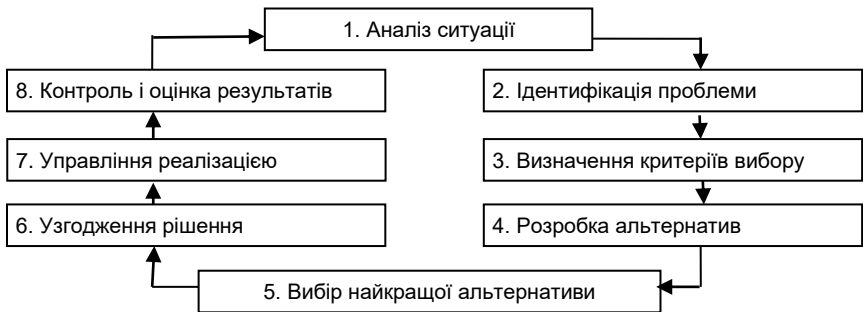 1. Аналіз ситуації
8. Контроль і оцінка результатів
2. Ідентифікація проблеми
7. Управління реалізацією
3. Визначення критеріїв вибору
6. Узгодження рішення
4. Розробка альтернатив
5. Вибір найкращої альтернативи